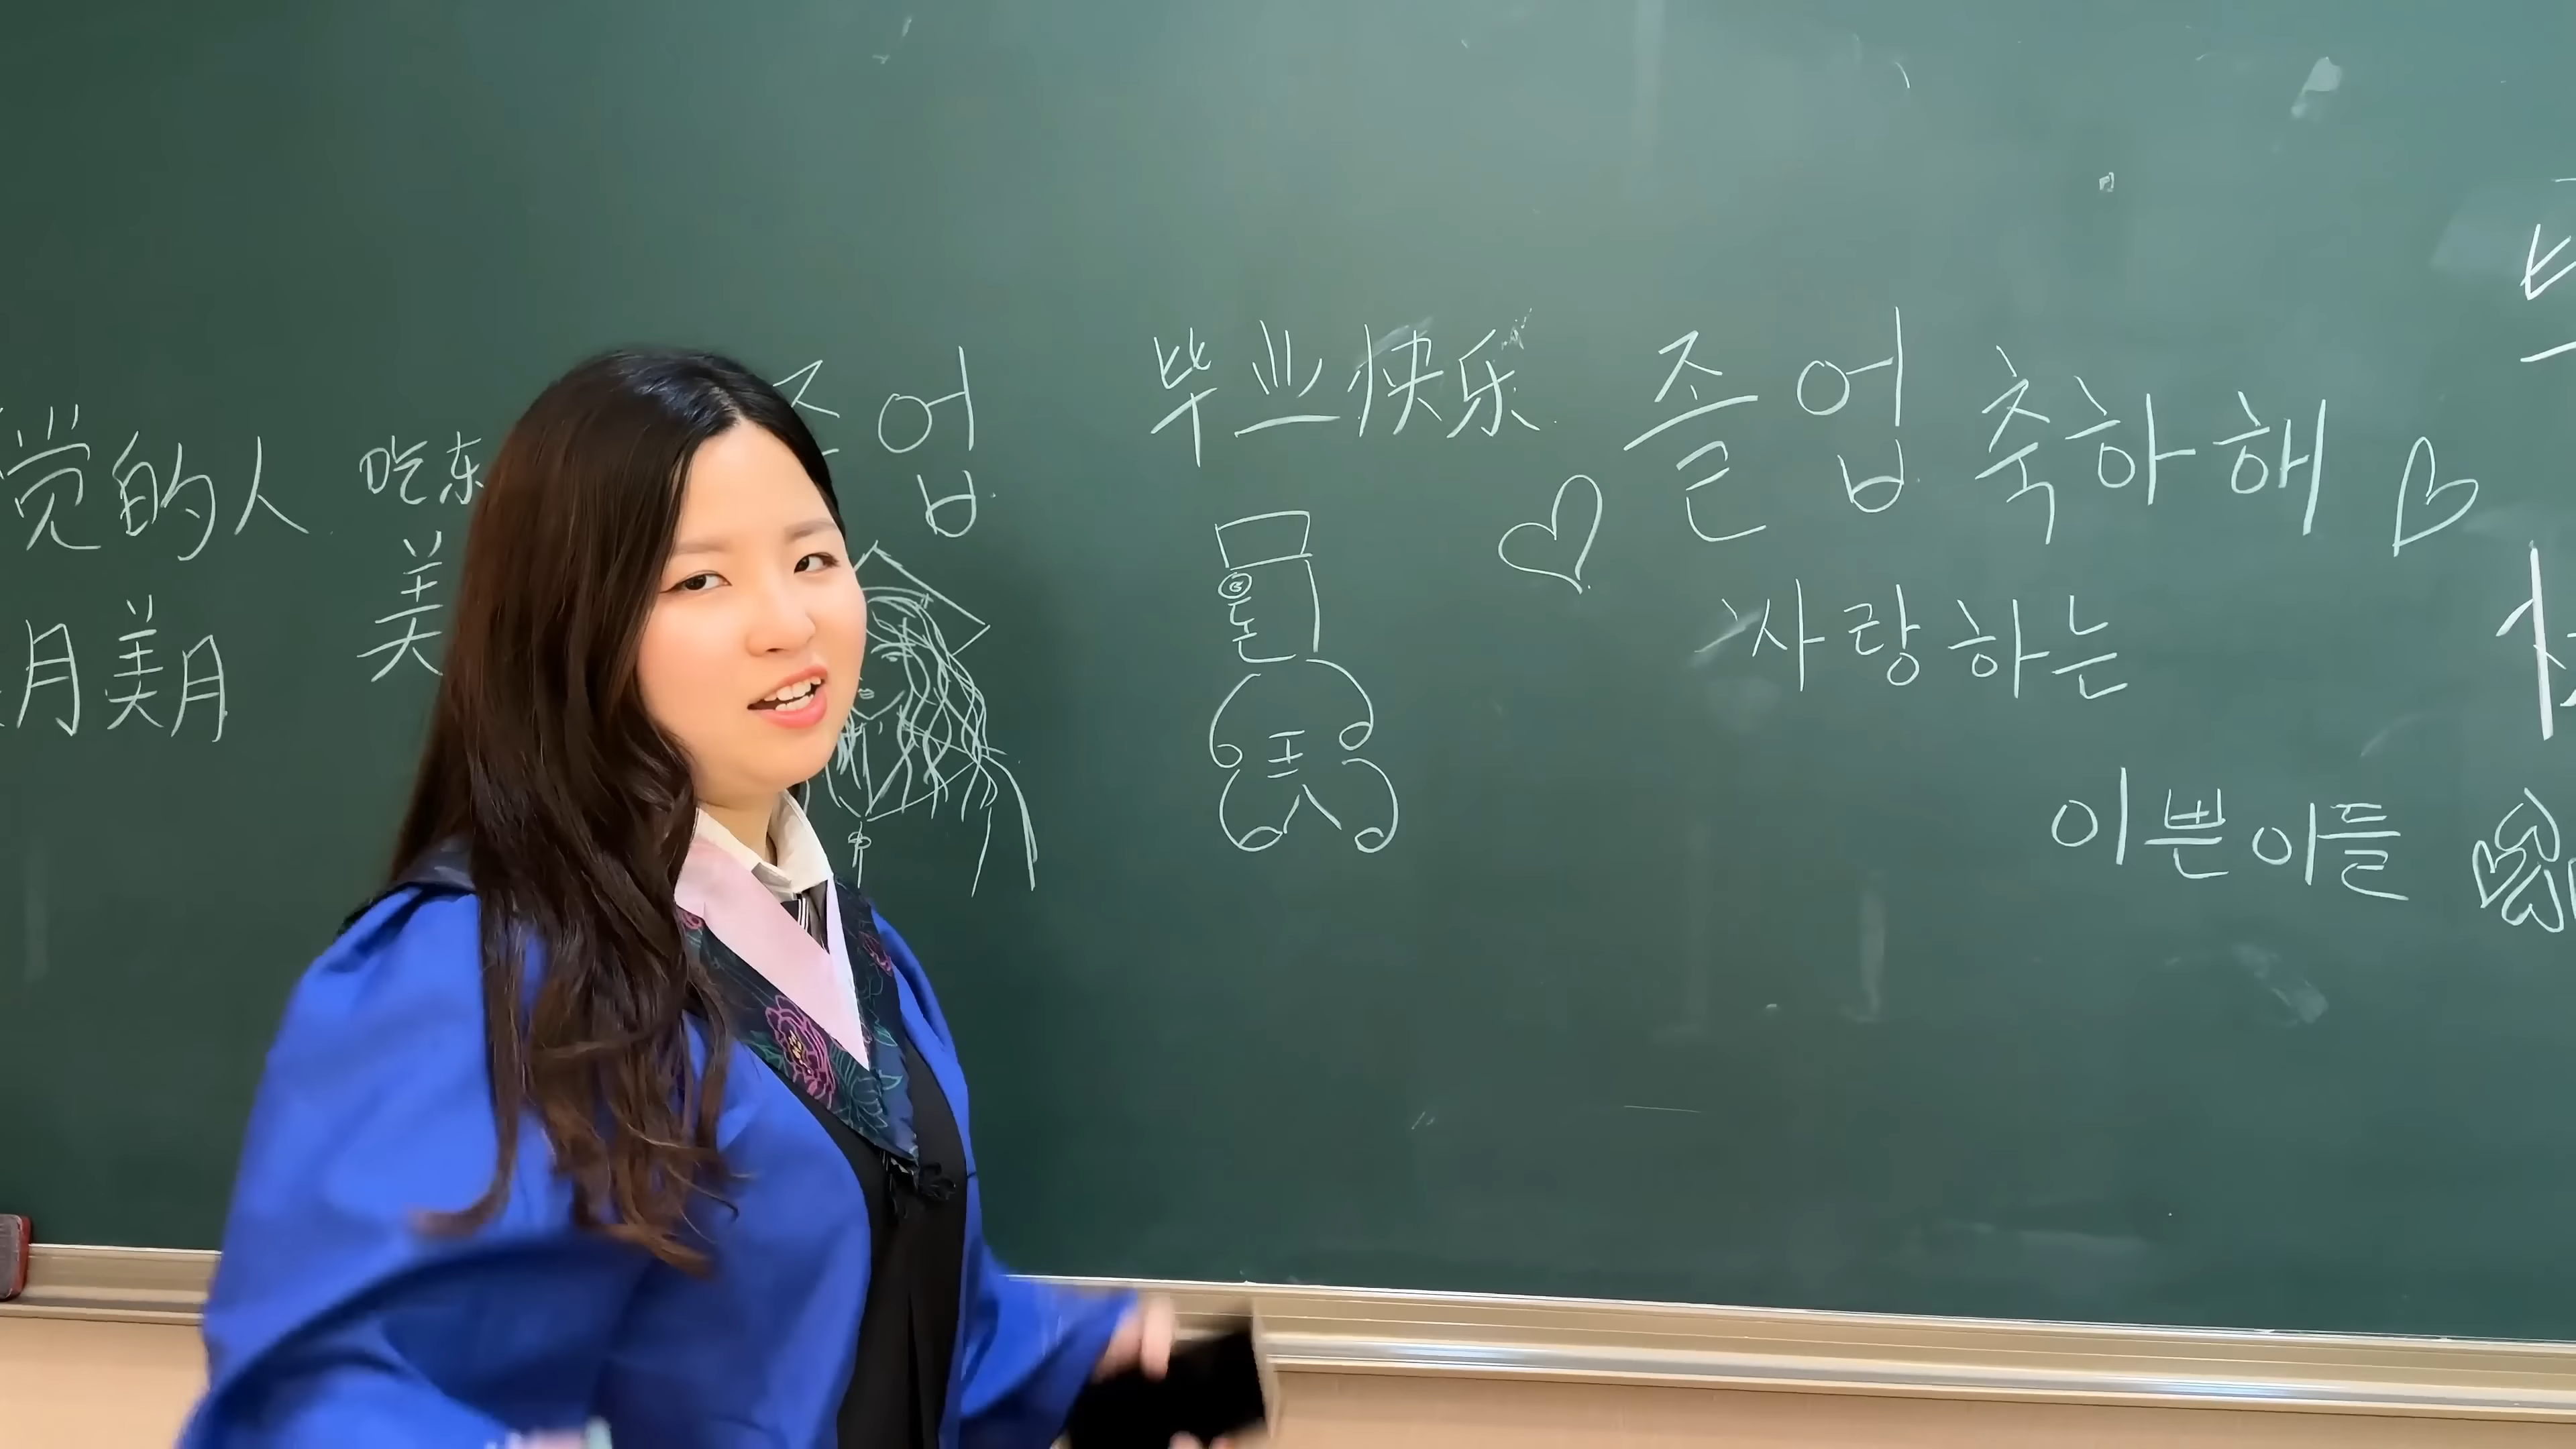 觉的人
月美月
吃东
美
업
毕业快乐
졸업 축하해
사랑하는
이쁜이들